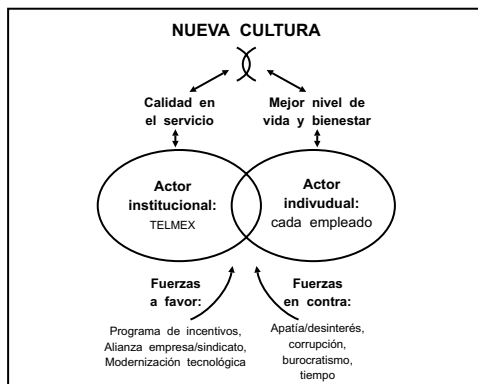 NUEVA CULTURA
Calidad en
el servicio
Mejor nivel de
vida y bienestar
Actor
institucional:
TELMEX
Actor
indivudual:
cada empleado
Fuerzas
a favor:
Programa de incentivos,
Alianza empresa/sindicato,
Modernización tecnológica
Fuerzas
en contra:
Apatía/desinterés,
corrupción,
burocratismo,
tiempo